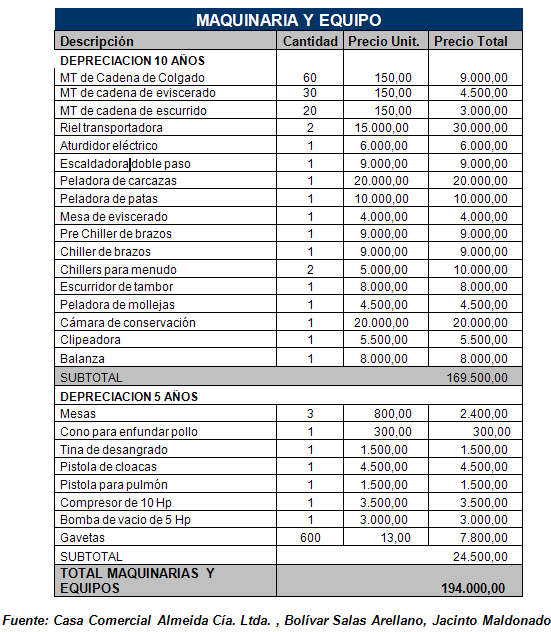 MAQUINARIA Y EQUIPO
Descripción Cantidad Precio Unit. Precio Total
DEPRECIACION 10 AÑOS
MT de Cadena de Colgado 60 150,00 9.000,00
MT de cadena de eviscerado 30 150,00 4.500,00
MT de cadena de escurrido 20 150,00 3.000,00
Riel transportadora 2 15.000,00 30.000,00
Aturdidor eléctrico 1 6.000,00 6.000,00
Escaldadora doble paso 1 9.000,00 9.000,00
Peladora de carcazas 1 20.000,00 20.000,00
Peladora de patas 1 10.000,00 10.000,00
Mesa de eviscerado 1 4.000,00 4.000,00
Pre Chiller de brazos 1 9.000,00 9.000,00
Chiller de brazos 1 9.000,00 9.000,00
Chillers para menudo 2 5.000,00 10.000,00
Escurridor de tambor 1 8.000,00 8.000,00
Peladora de mollejas 1 4.500,00 4.500,00
Cámara de conservación 1 20.000,00 20.000,00
Clipeadora 1 5.500,00 5.500,00
Balanza 1 8.000,00 8.000,00
SUBTOTAL 169.500,00
DEPRECIACION 5 AÑOS
Mesas 3 800,00 2.400,00
Cono para enfundar pollo 1 300,00 300,00
Tina de desangrado 1 1.500,00 1.500,00
Pistola de cloacas 1 4.500,00 4.500,00
Pistola para pulmón 1 1.500,00 1.500,00
Compresor de 10 Hp 1 3.500,00 3.500,00
Bomba de vacio de 5 Hp 1 3.000,00 3.000,00
Gavetas 600 13,00 7.800,00
SUBTOTAL 24.500,00
TOTAL MAQUINARIAS Y
EQUIPOS 194.000,00
Fuente: Casa Comercial Almeida Cía. Ltda. , Bolívar Salas Arellano, Jacinto Maldonado